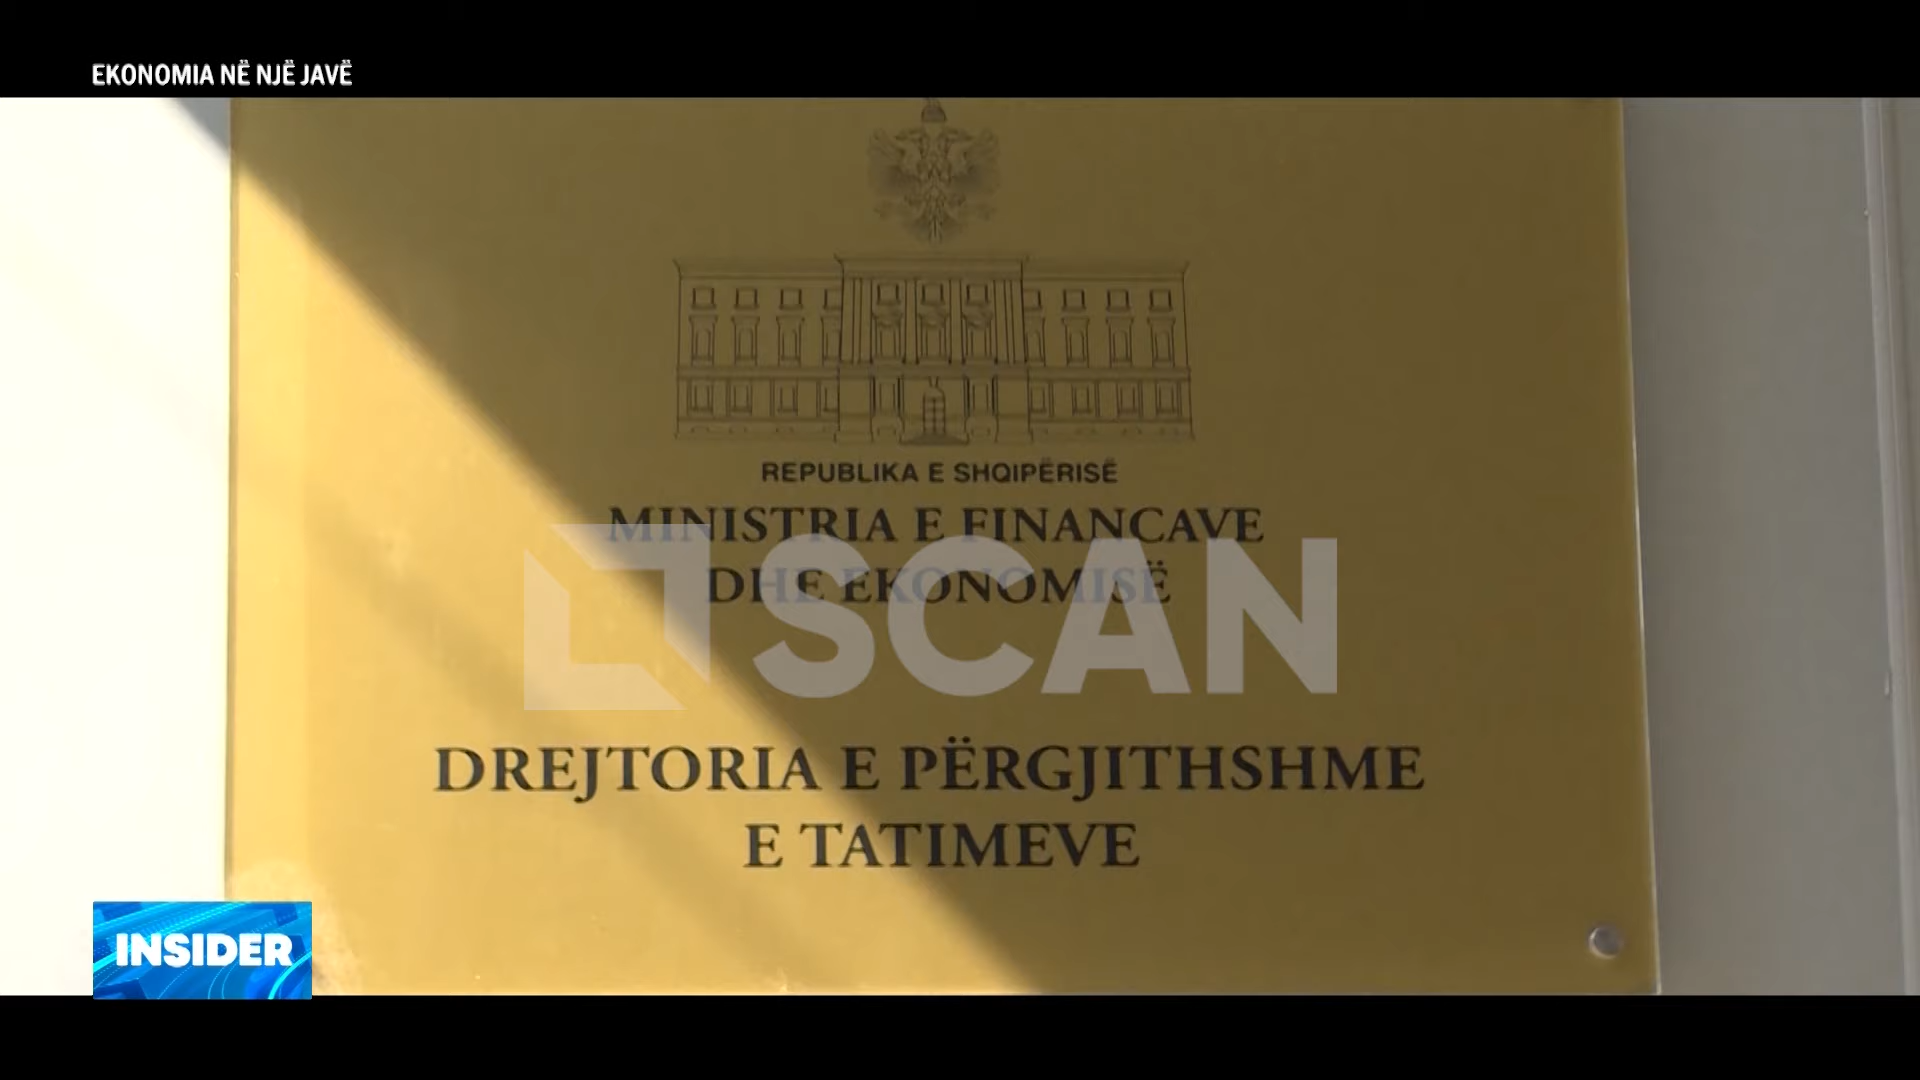 EKONOMIA NË NJË JAVË
REPUBLIKA E SHQIPËRISË
MINISTRIA E FINANCAVE
DHE EKONOMISË
SCAN
DREJTORIA E PËRGJITHSHME
E TATIMEVE
INSIDER